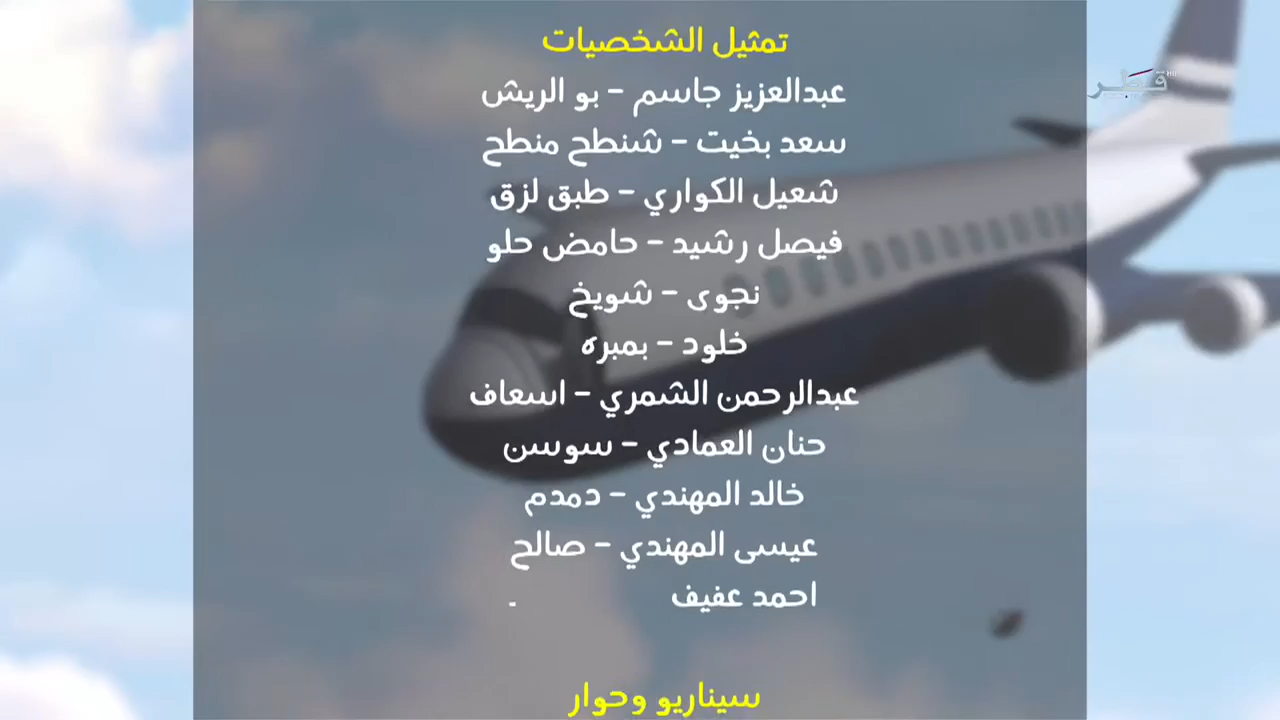 تمثيل الشخصيات
عبدالعزيز جاسم - بو الريش
سعد بخيت - شنطح منطح
شعيل الكواري - طبق لزق
فيصل رشيد - حامض حلو
نجوى - شويخ
خلود - بمبره
عبدالرحمن الشمري - اسعاف
حنان العمادي - سوسن
خالد المهندي - دمدم
عيسى المهندي - صالح
احمد عفيف -
سيناريو وحوار
قطر HD